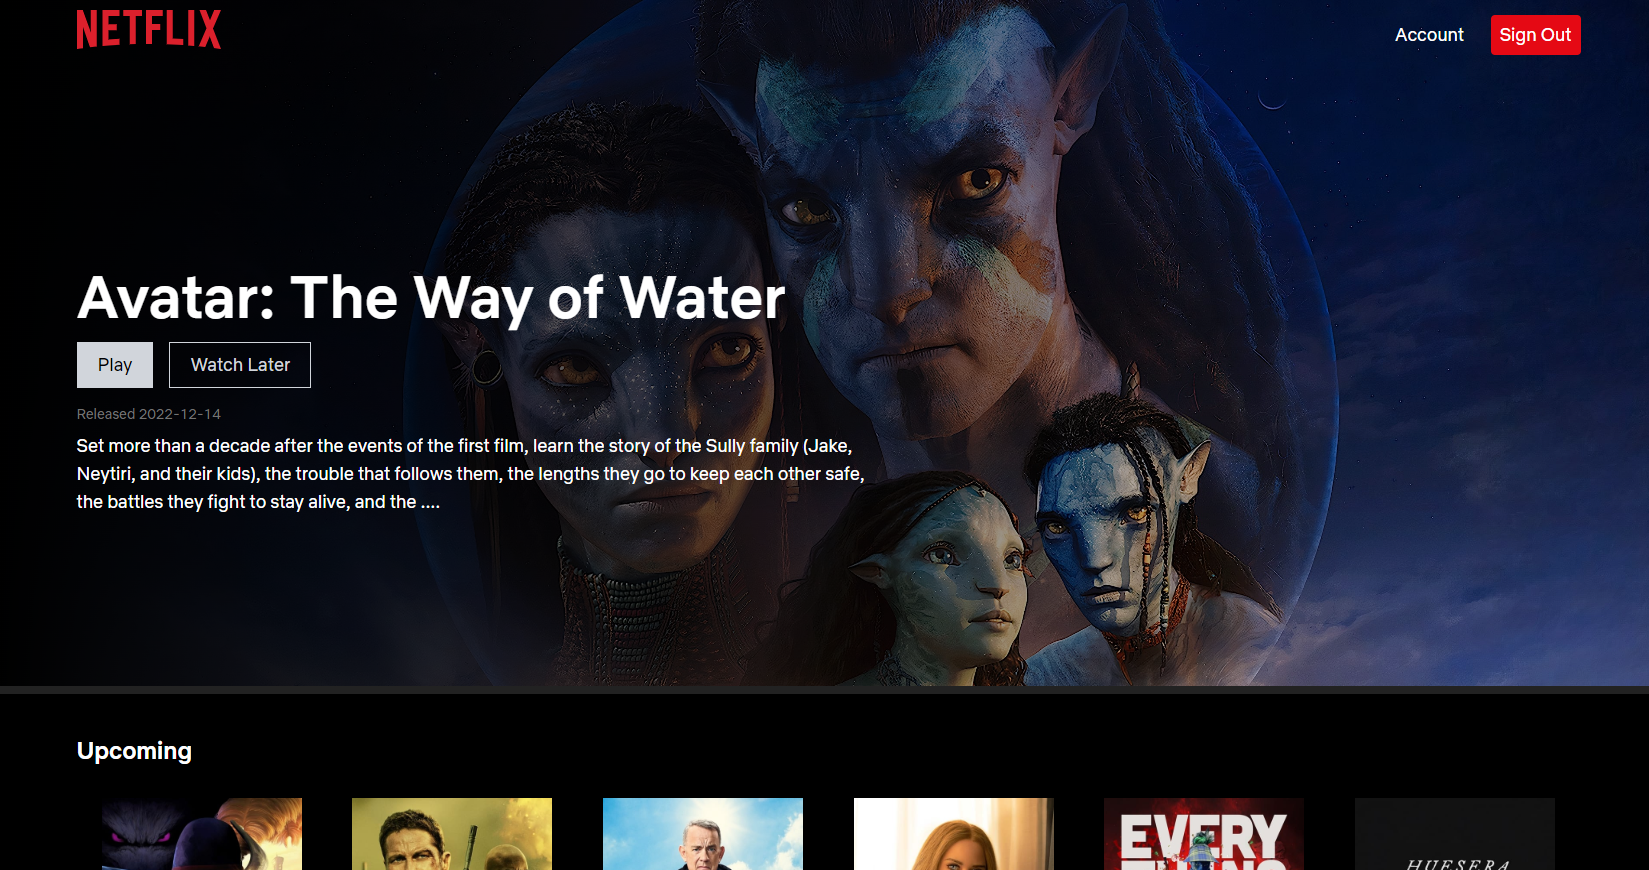 NETFLIX
Account
Sign Out
Avatar: The Way of Water
Play
Watch Later
Released 2022-12-14
Set more than a decade after the events of the first film, learn the story of the Sully family (Jake,
Neytiri, and their kids), the trouble that follows them, the lengths they go to keep each other safe,
the battles they fight to stay alive, and the ....
Upcoming
EVERY
HUESERA